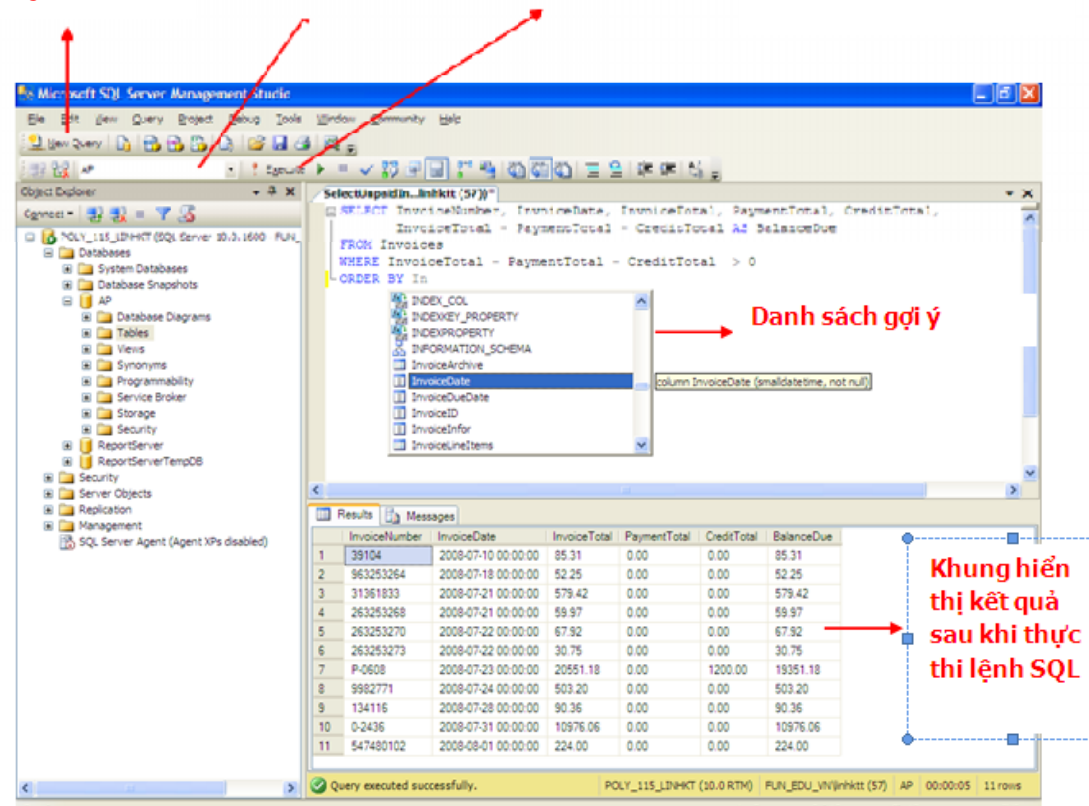 Microsoft SQL Server Management Studio
File Edit View Query Project Debug Tools Window Community Help
New Query
AP
Execute
Object Explorer
Connect
POLY_115_LINHKT (SQL Server 10.0.1600 FUN_
Databases
System Databases
Database Snapshots
AP
Database Diagrams
Tables
Views
Synonyms
Programmability
Service Broker
Storage
Security
ReportServer
ReportServerTempDB
Security
Server Objects
Replication
Management
SQL Server Agent (Agent XPs disabled)
SelectUnpaidIn...linhktt (57))*
SELECT InvoiceNumber, InvoiceDate, InvoiceTotal, PaymentTotal, CreditTotal,
InvoiceTotal - PaymentTotal - CreditTotal AS BalanceDue
FROM Invoices
WHERE InvoiceTotal - PaymentTotal - CreditTotal > 0
ORDER BY In
INDEX_COL
INDEXKEY_PROPERTY
INDEXPROPERTY
INFORMATION_SCHEMA
InvoiceArchive
InvoiceDate
InvoiceDueDate
InvoiceID
InvoiceInfor
InvoiceLineItems
column InvoiceDate (smalldatetime, not null)
Danh sách gợi ý
Results Messages
InvoiceNumber InvoiceDate InvoiceTotal PaymentTotal CreditTotal BalanceDue
1 39104 2008-07-10 00:00:00 85.31 0.00 0.00 85.31
2 963253264 2008-07-18 00:00:00 52.25 0.00 0.00 52.25
3 31361833 2008-07-21 00:00:00 579.42 0.00 0.00 579.42
4 263253268 2008-07-21 00:00:00 59.97 0.00 0.00 59.97
5 263253270 2008-07-22 00:00:00 67.92 0.00 0.00 67.92
6 263253273 2008-07-22 00:00:00 30.75 0.00 0.00 30.75
7 P-0608 2008-07-23 00:00:00 20551.18 0.00 1200.00 19351.18
8 9982771 2008-07-24 00:00:00 503.20 0.00 0.00 503.20
9 134116 2008-07-28 00:00:00 90.36 0.00 0.00 90.36
10 0-2436 2008-07-31 00:00:00 10976.06 0.00 0.00 10976.06
11 547480102 2008-08-01 00:00:00 224.00 0.00 0.00 224.00
Khung hiển
thị kết quả
sau khi thực
thi lệnh SQL
Query executed successfully. POLY_115_LINHKT (10.0 RTM) FUN_EDU_VN\linhktt (57) AP 00:00:05 11 rows